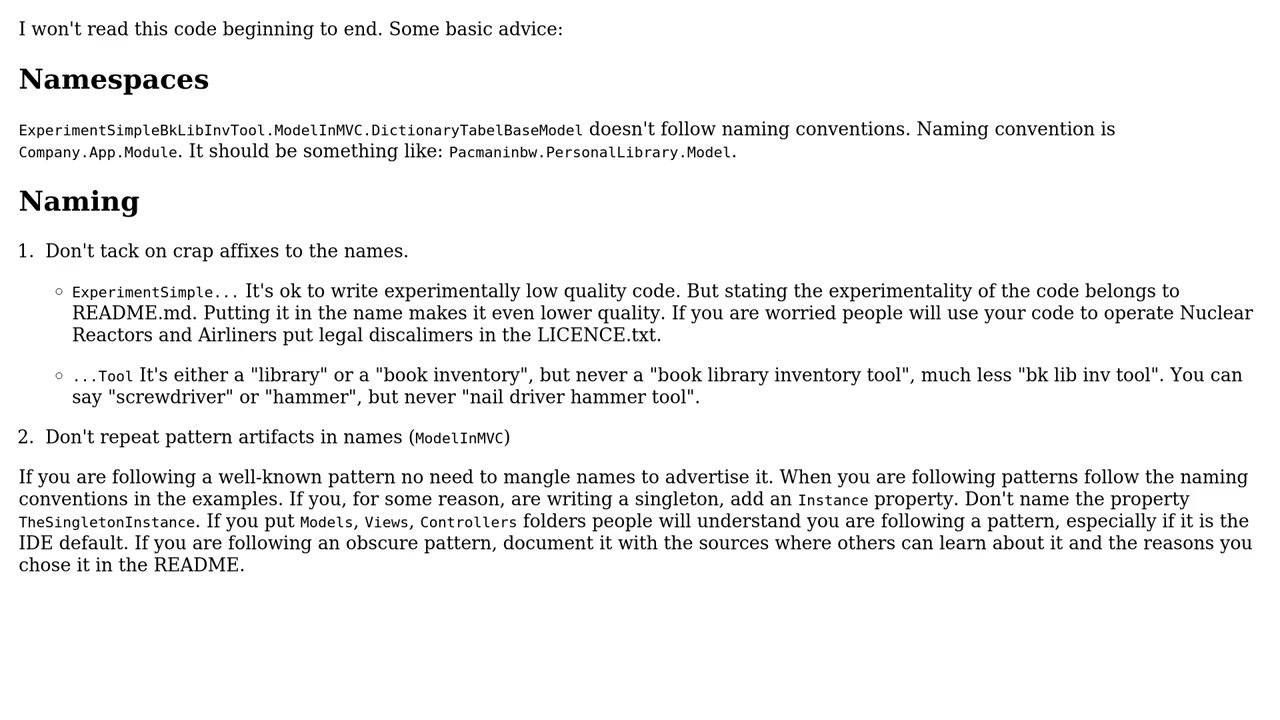 I won't read this code beginning to end. Some basic advice:
Namespaces
ExperimentSimpleBkLibInvTool.ModelInMVC.DictionaryTabelBaseModel doesn't follow naming conventions. Naming convention is
Company.App.Module. It should be something like: Pacmaninbw.PersonalLibrary.Model.
Naming
1. Don't tack on crap affixes to the names.
◦ ExperimentSimple... It's ok to write experimentally low quality code. But stating the experimentality of the code belongs to
README.md. Putting it in the name makes it even lower quality. If you are worried people will use your code to operate Nuclear
Reactors and Airliners put legal discalimers in the LICENCE.txt.
◦ ...Tool It's either a "library" or a "book inventory", but never a "book library inventory tool", much less "bk lib inv tool". You can
say "screwdriver" or "hammer", but never "nail driver hammer tool".
2. Don't repeat pattern artifacts in names (ModelInMVC)
If you are following a well-known pattern no need to mangle names to advertise it. When you are following patterns follow the naming
conventions in the examples. If you, for some reason, are writing a singleton, add an Instance property. Don't name the property
TheSingletonInstance. If you put Models, Views, Controllers folders people will understand you are following a pattern, especially if it is the
IDE default. If you are following an obscure pattern, document it with the sources where others can learn about it and the reasons you
chose it in the README.